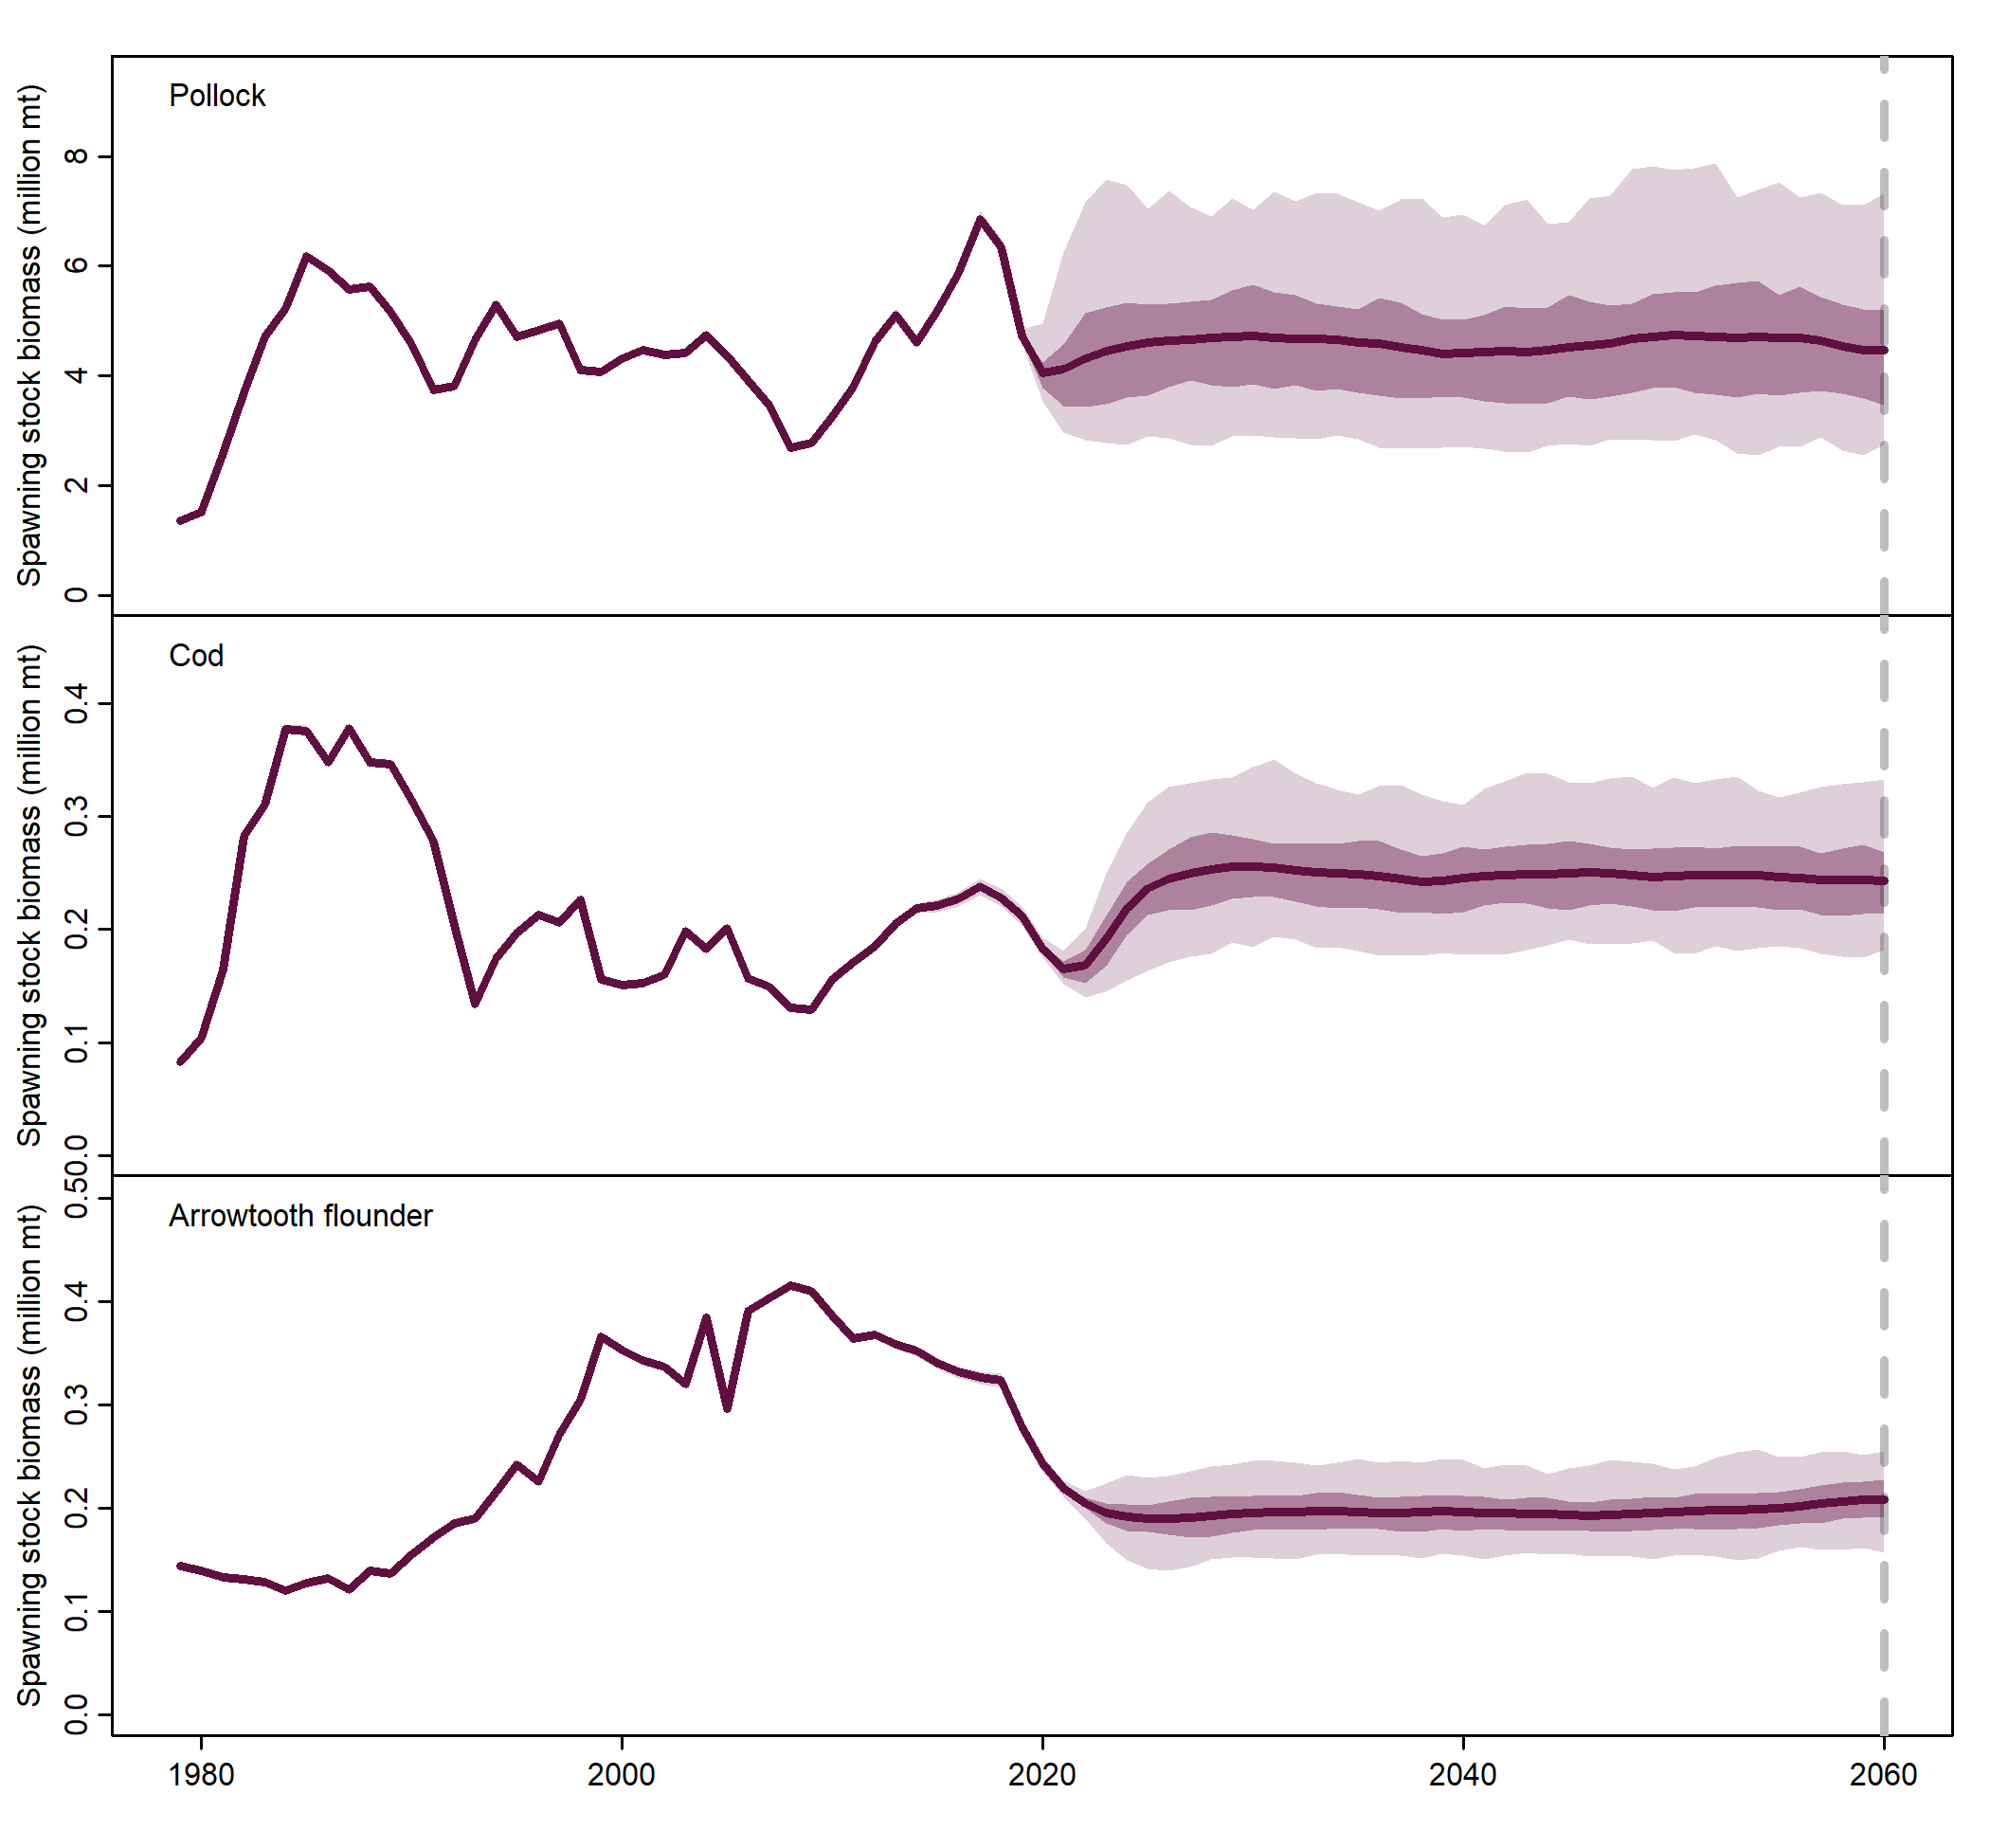 Pollock
Spawning stock biomass (million mt)
8
6
4
2
0
Cod
Spawning stock biomass (million mt)
0.4
0.3
0.2
0.1
0.0
Arrowtooth flounder
Spawning stock biomass (million mt)
0.5
0.4
0.3
0.2
0.1
0.0
1980 2000 2020 2040 2060